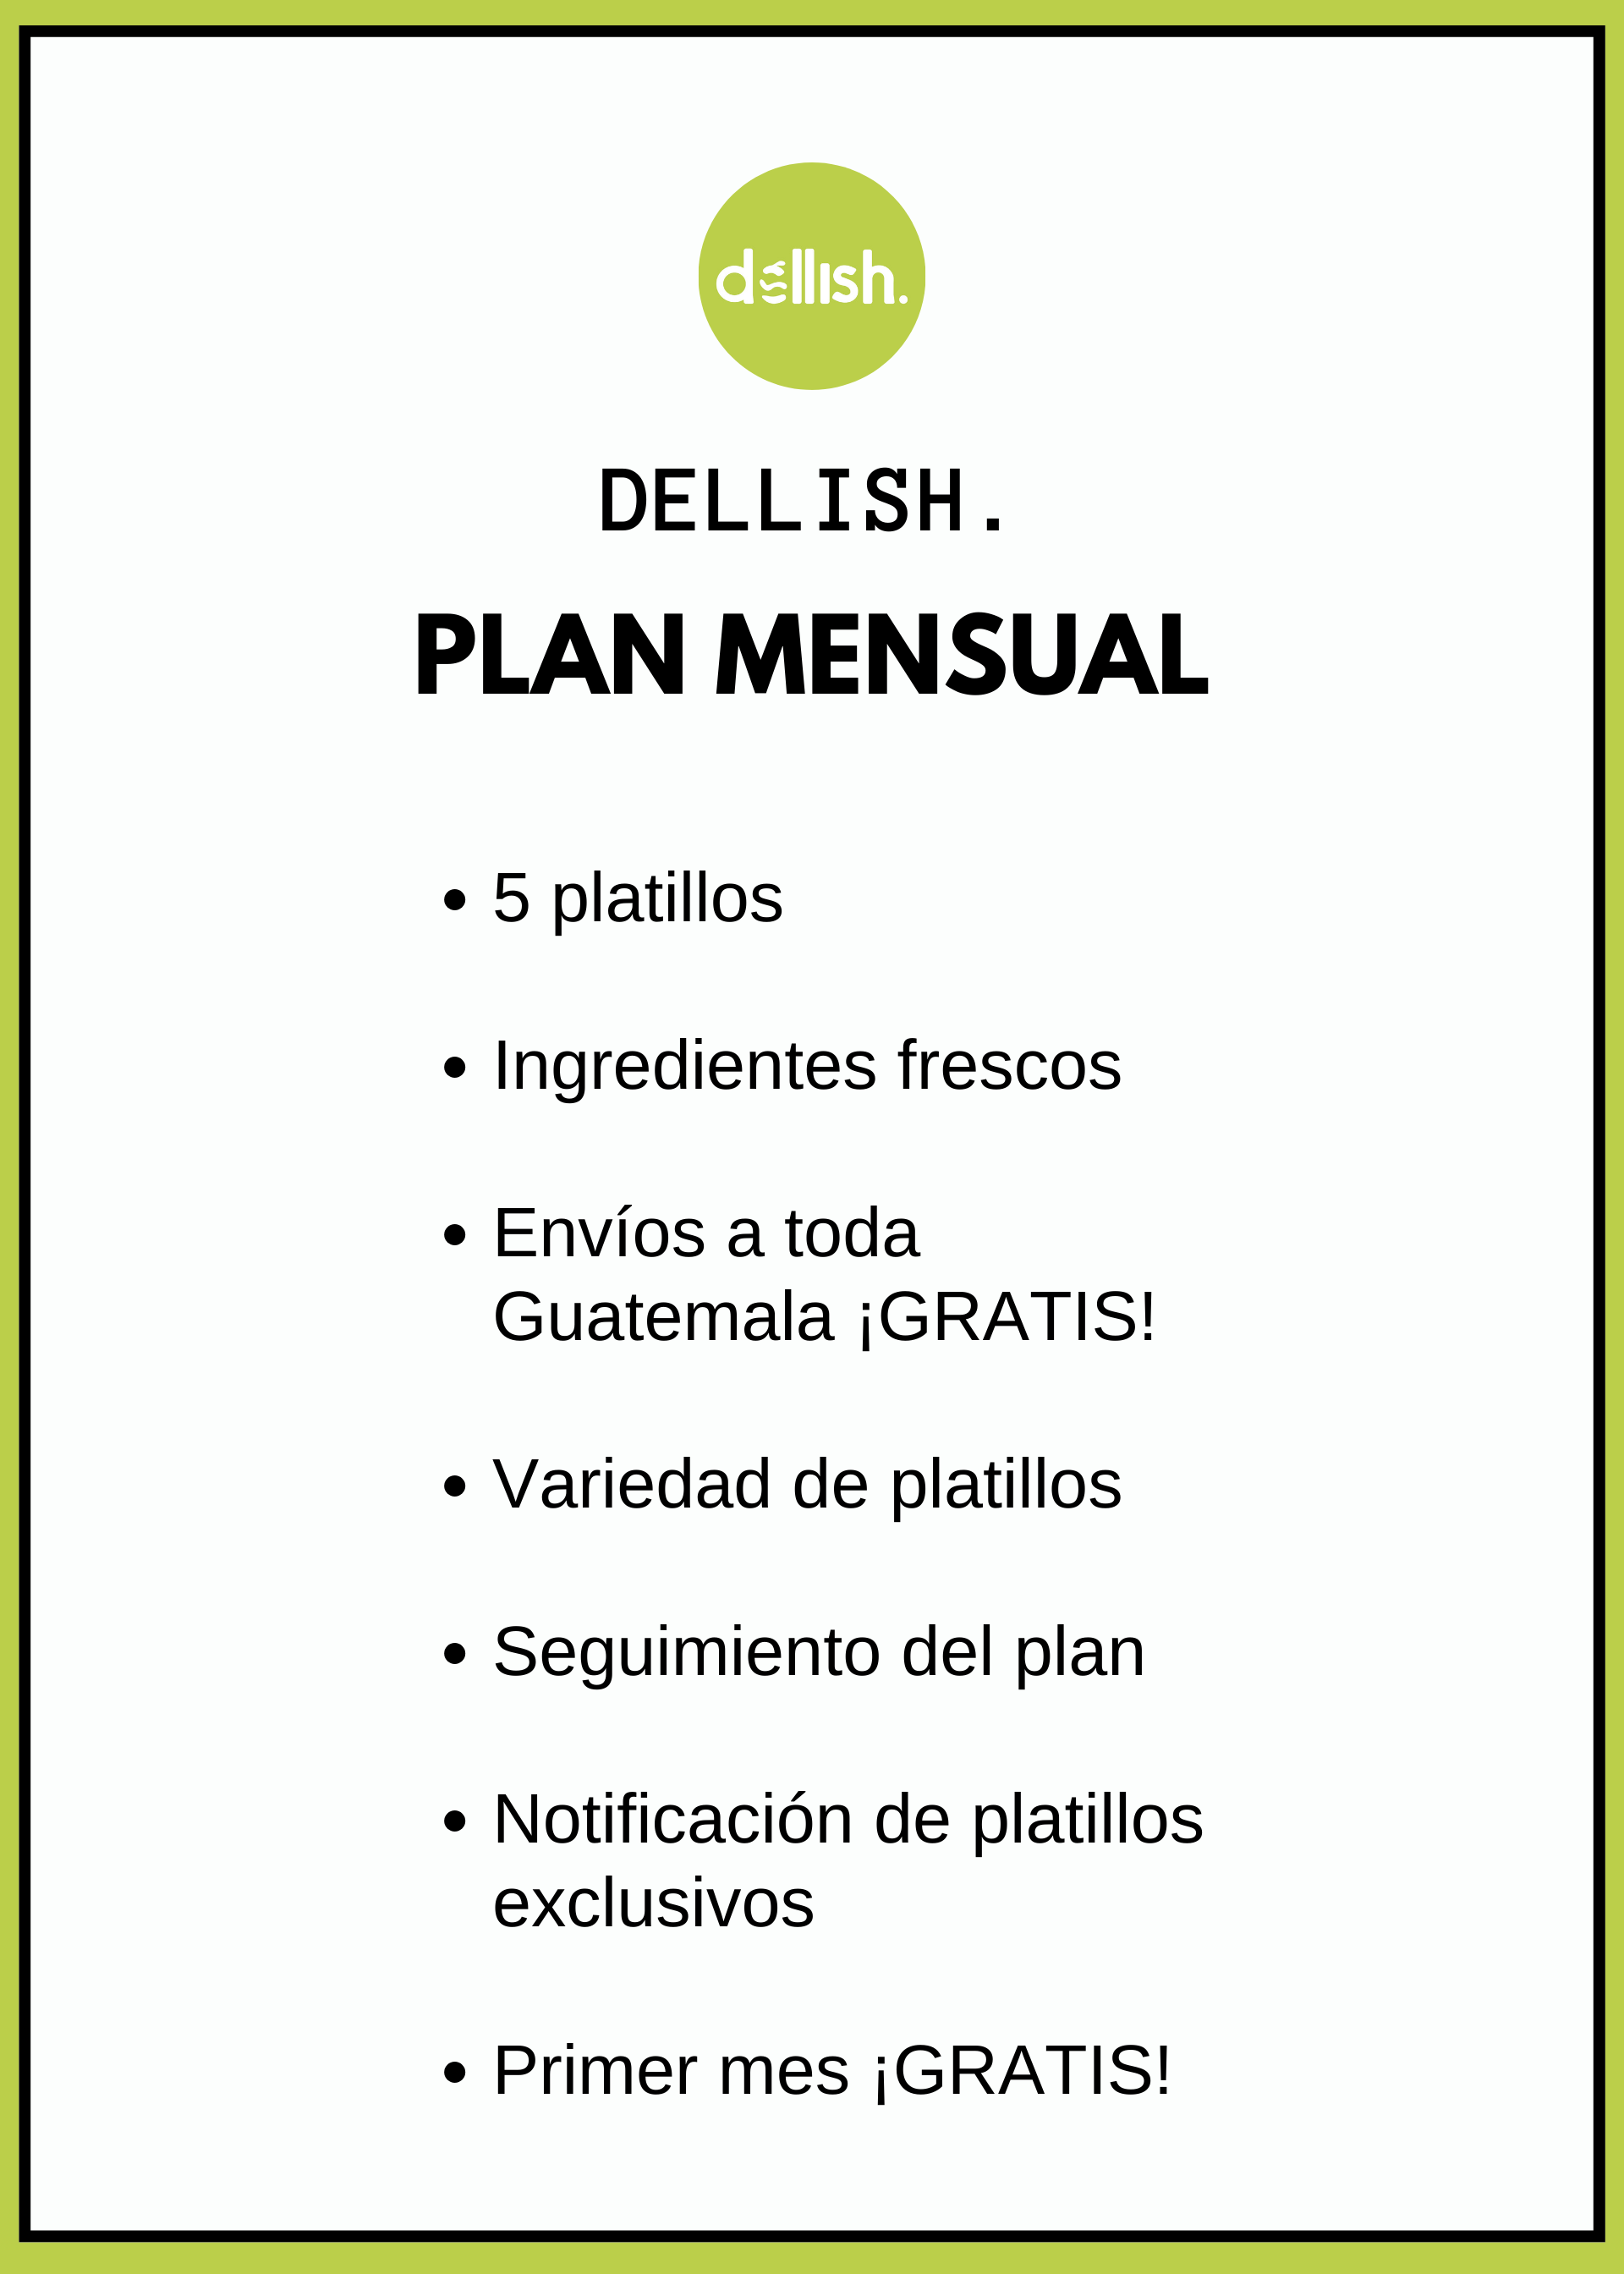 dellish.
DELLISH.
PLAN MENSUAL
• 5 platillos
• Ingredientes frescos
• Envíos a toda
Guatemala ¡GRATIS!
• Variedad de platillos
• Seguimiento del plan
• Notificación de platillos
exclusivos
• Primer mes ¡GRATIS!